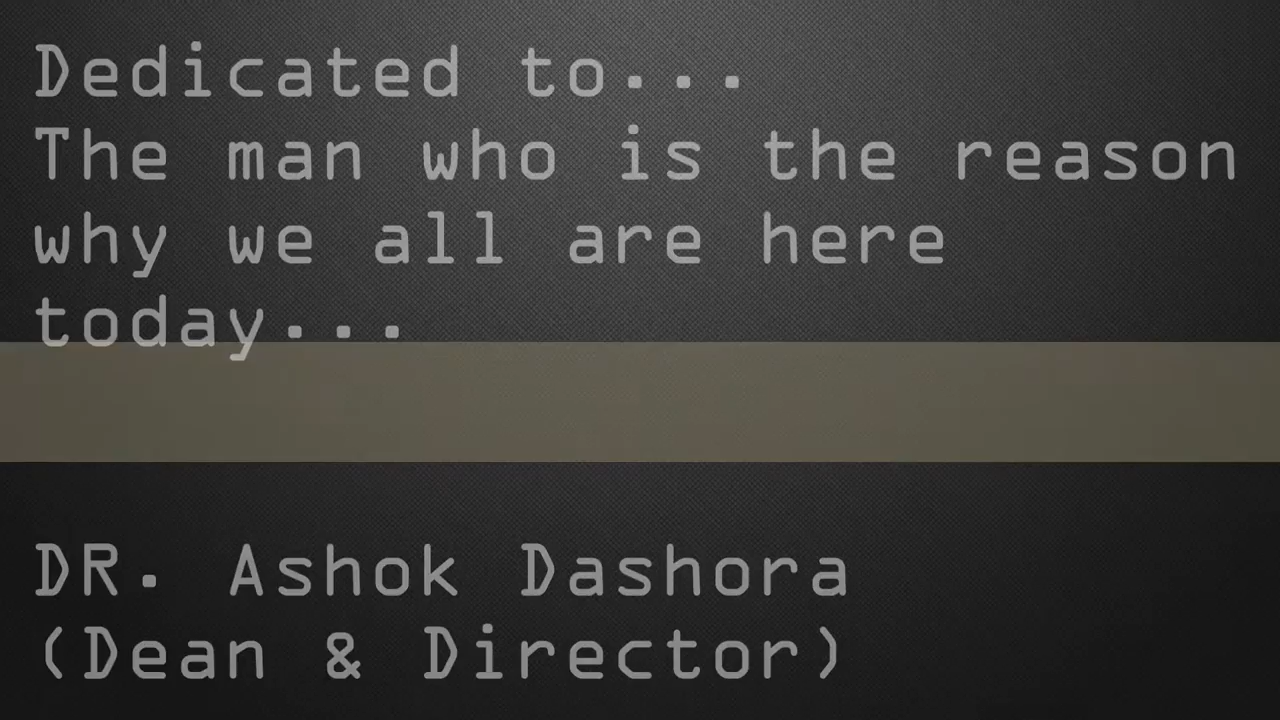 Dedicated to...
The man who is the reason
why we all are here
today...
DR. Ashok Dashora
(Dean & Director)